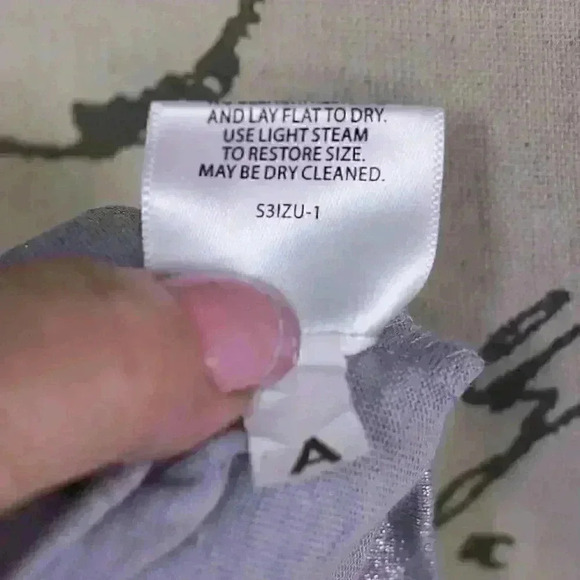 AND LAY FLAT TO DRY.
USE LIGHT STEAM
TO RESTORE SIZE.
MAY BE DRY CLEANED.
S3IZU-1
A